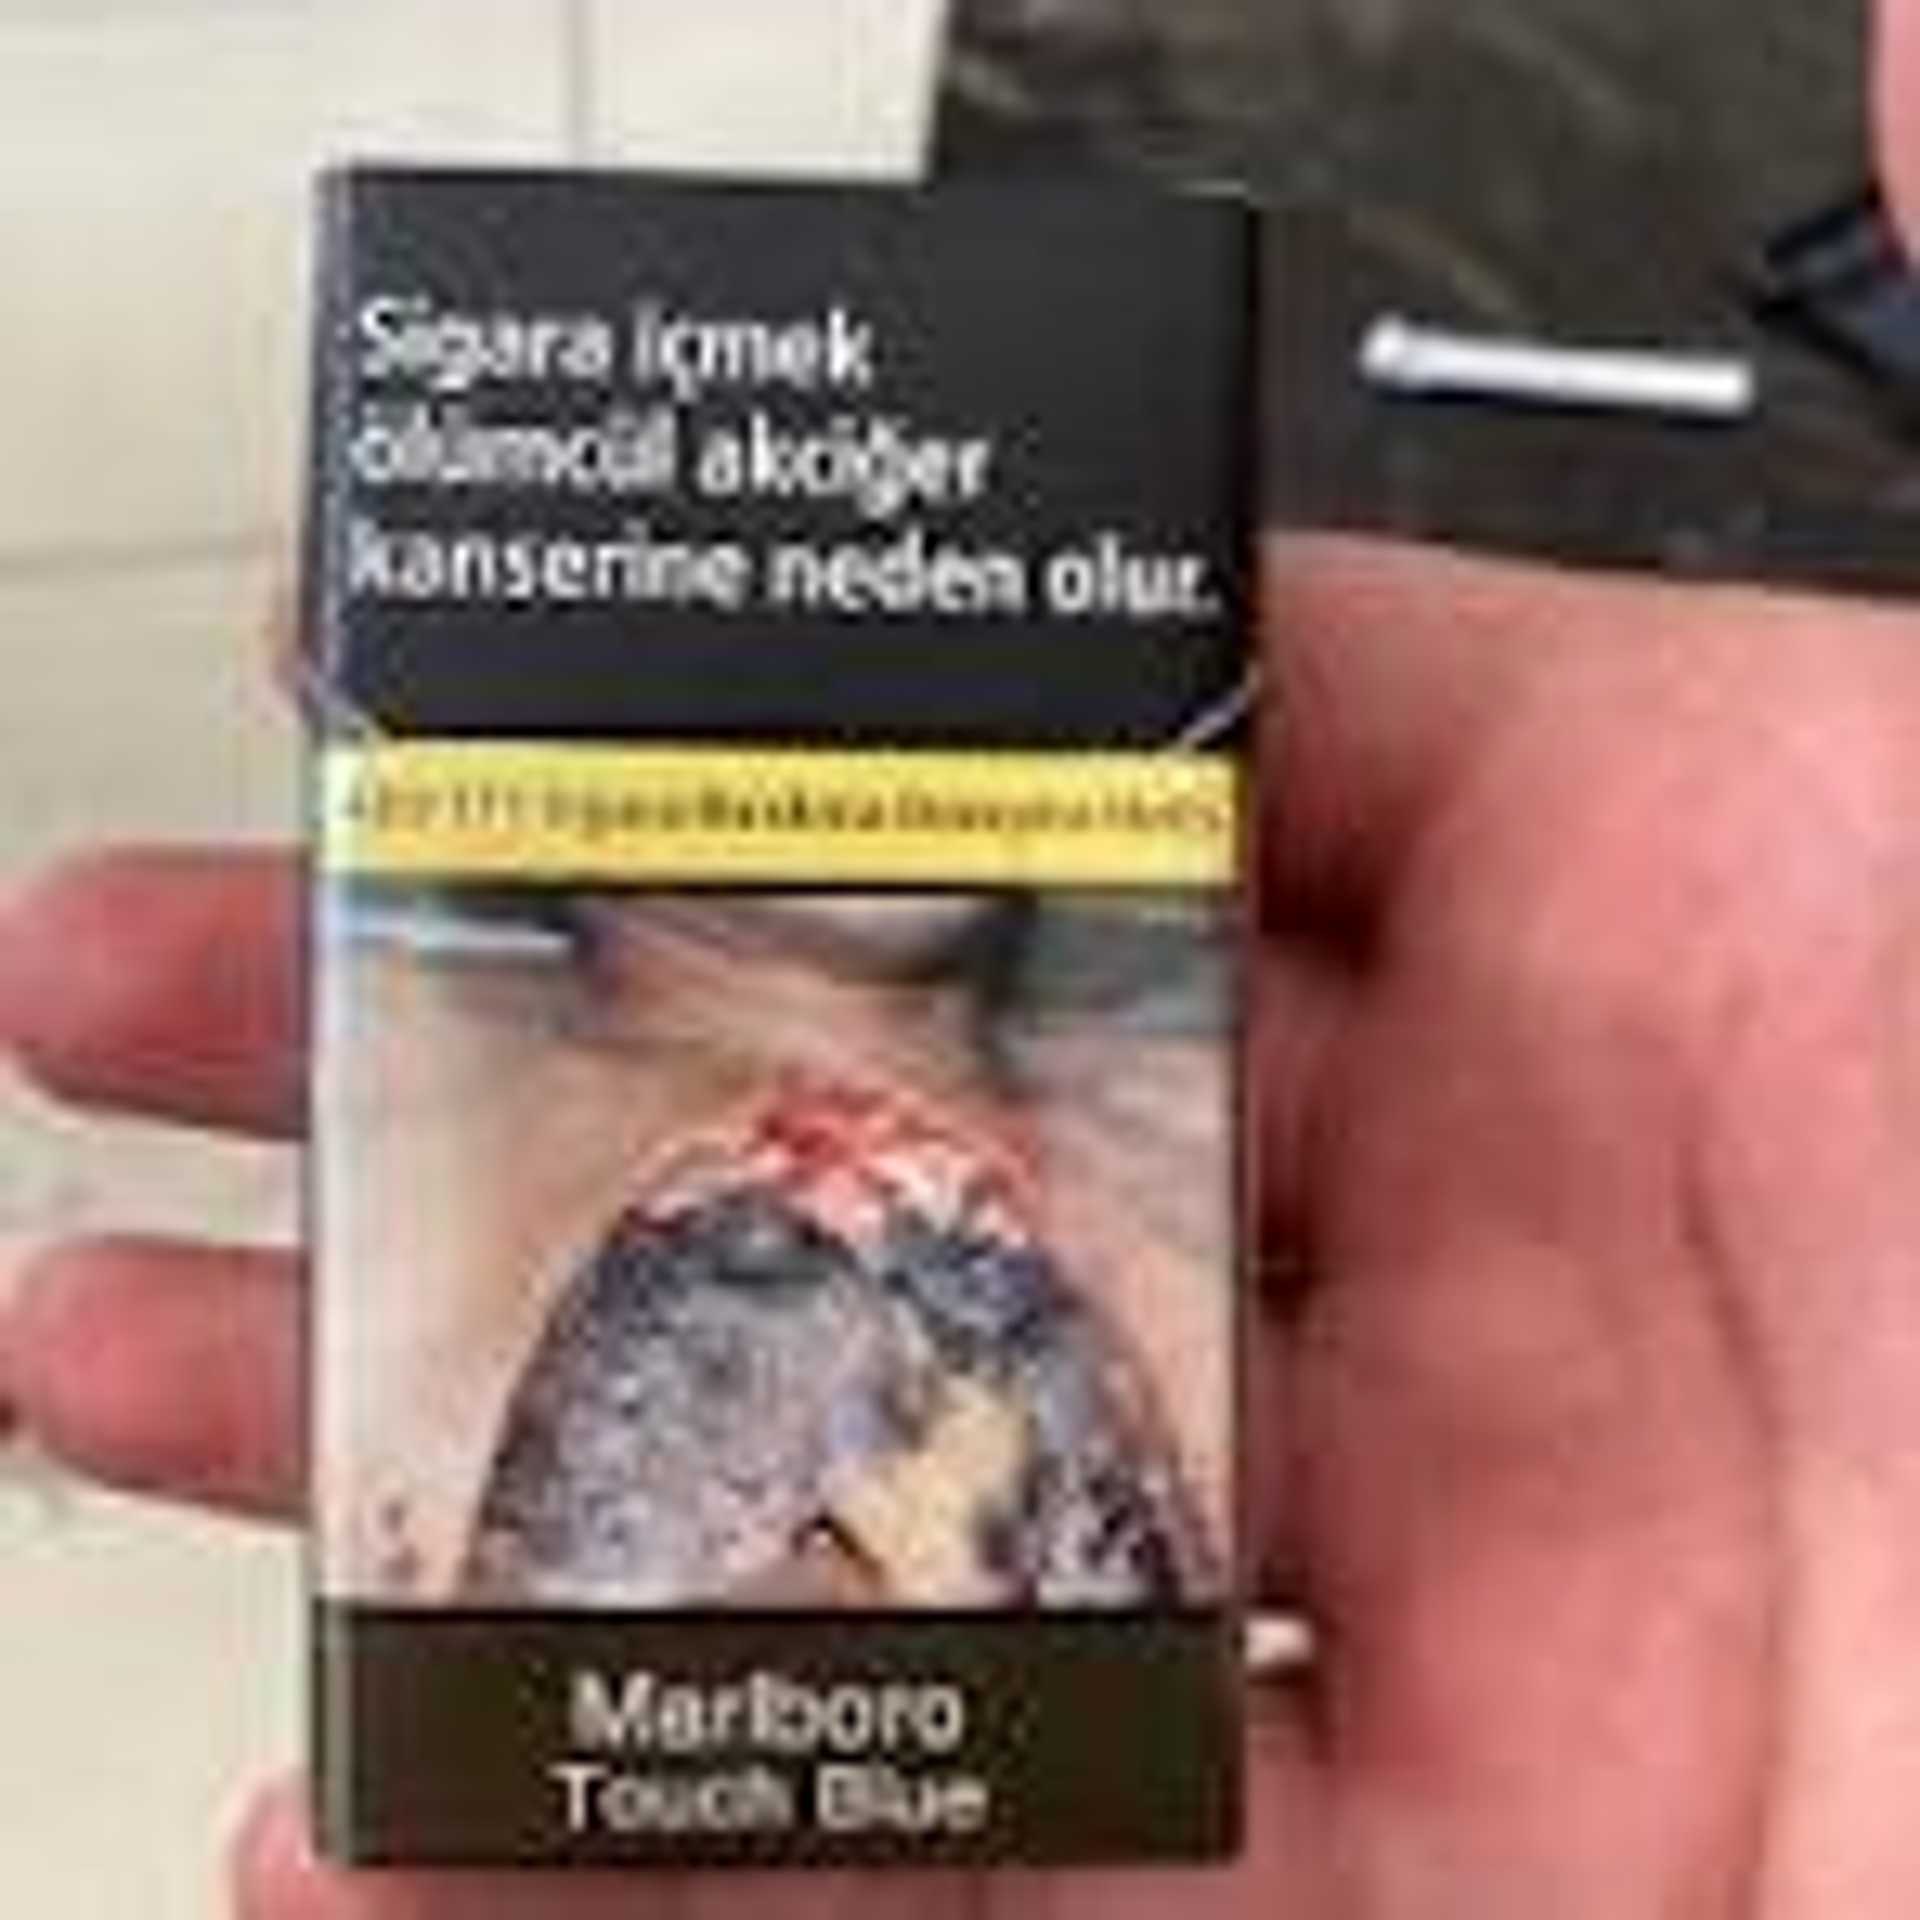 Sigara içmek
ölümcül akciğer
kanserine neden olur.
Marlboro
Touch Blue